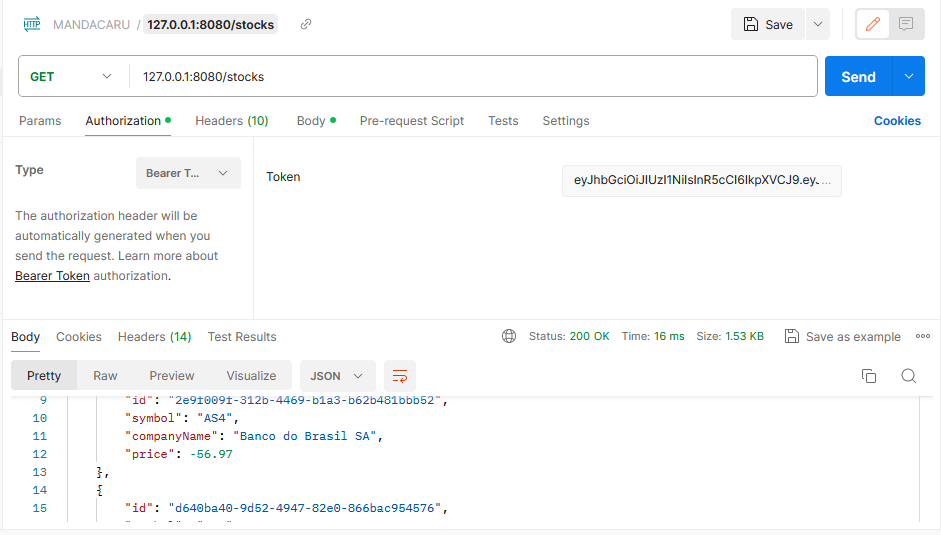 HTTP MANDACARU / 127.0.0.1:8080/stocks Save
GET 127.0.0.1:8080/stocks Send
Params Authorization Headers (10) Body Pre-request Script Tests Settings Cookies
Type Bearer T... Token eyJhbGciOiJIUzI1NiIsInR5cCI6IkpXVCJ9.ey. ...
The authorization header will be
automatically generated when you
send the request. Learn more about
Bearer Token authorization.
Body Cookies Headers (14) Test Results Status: 200 OK Time: 16 ms Size: 1.53 KB Save as example
Pretty Raw Preview Visualize JSON
9 "id": "2e9f009f-312b-4469-b1a3-b62b481bbb52",
10 "symbol": "AS4",
11 "companyName": "Banco do Brasil SA",
12 "price": -56.97
13 },
14 {
15 "id": "d640ba40-9d52-4947-82e0-866bac954576",